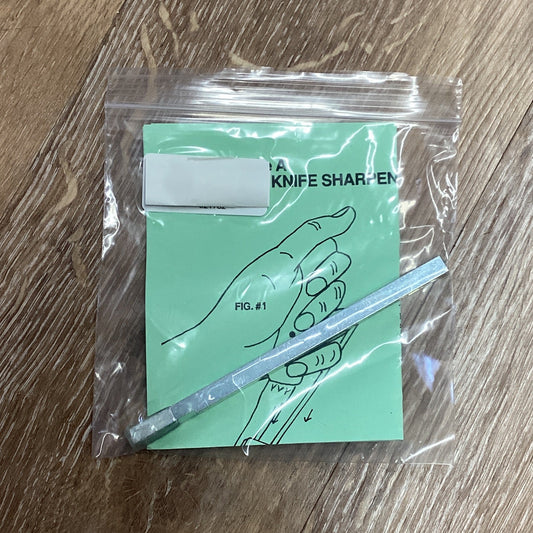 A
KNIFE SHARPEN
FIG. #1